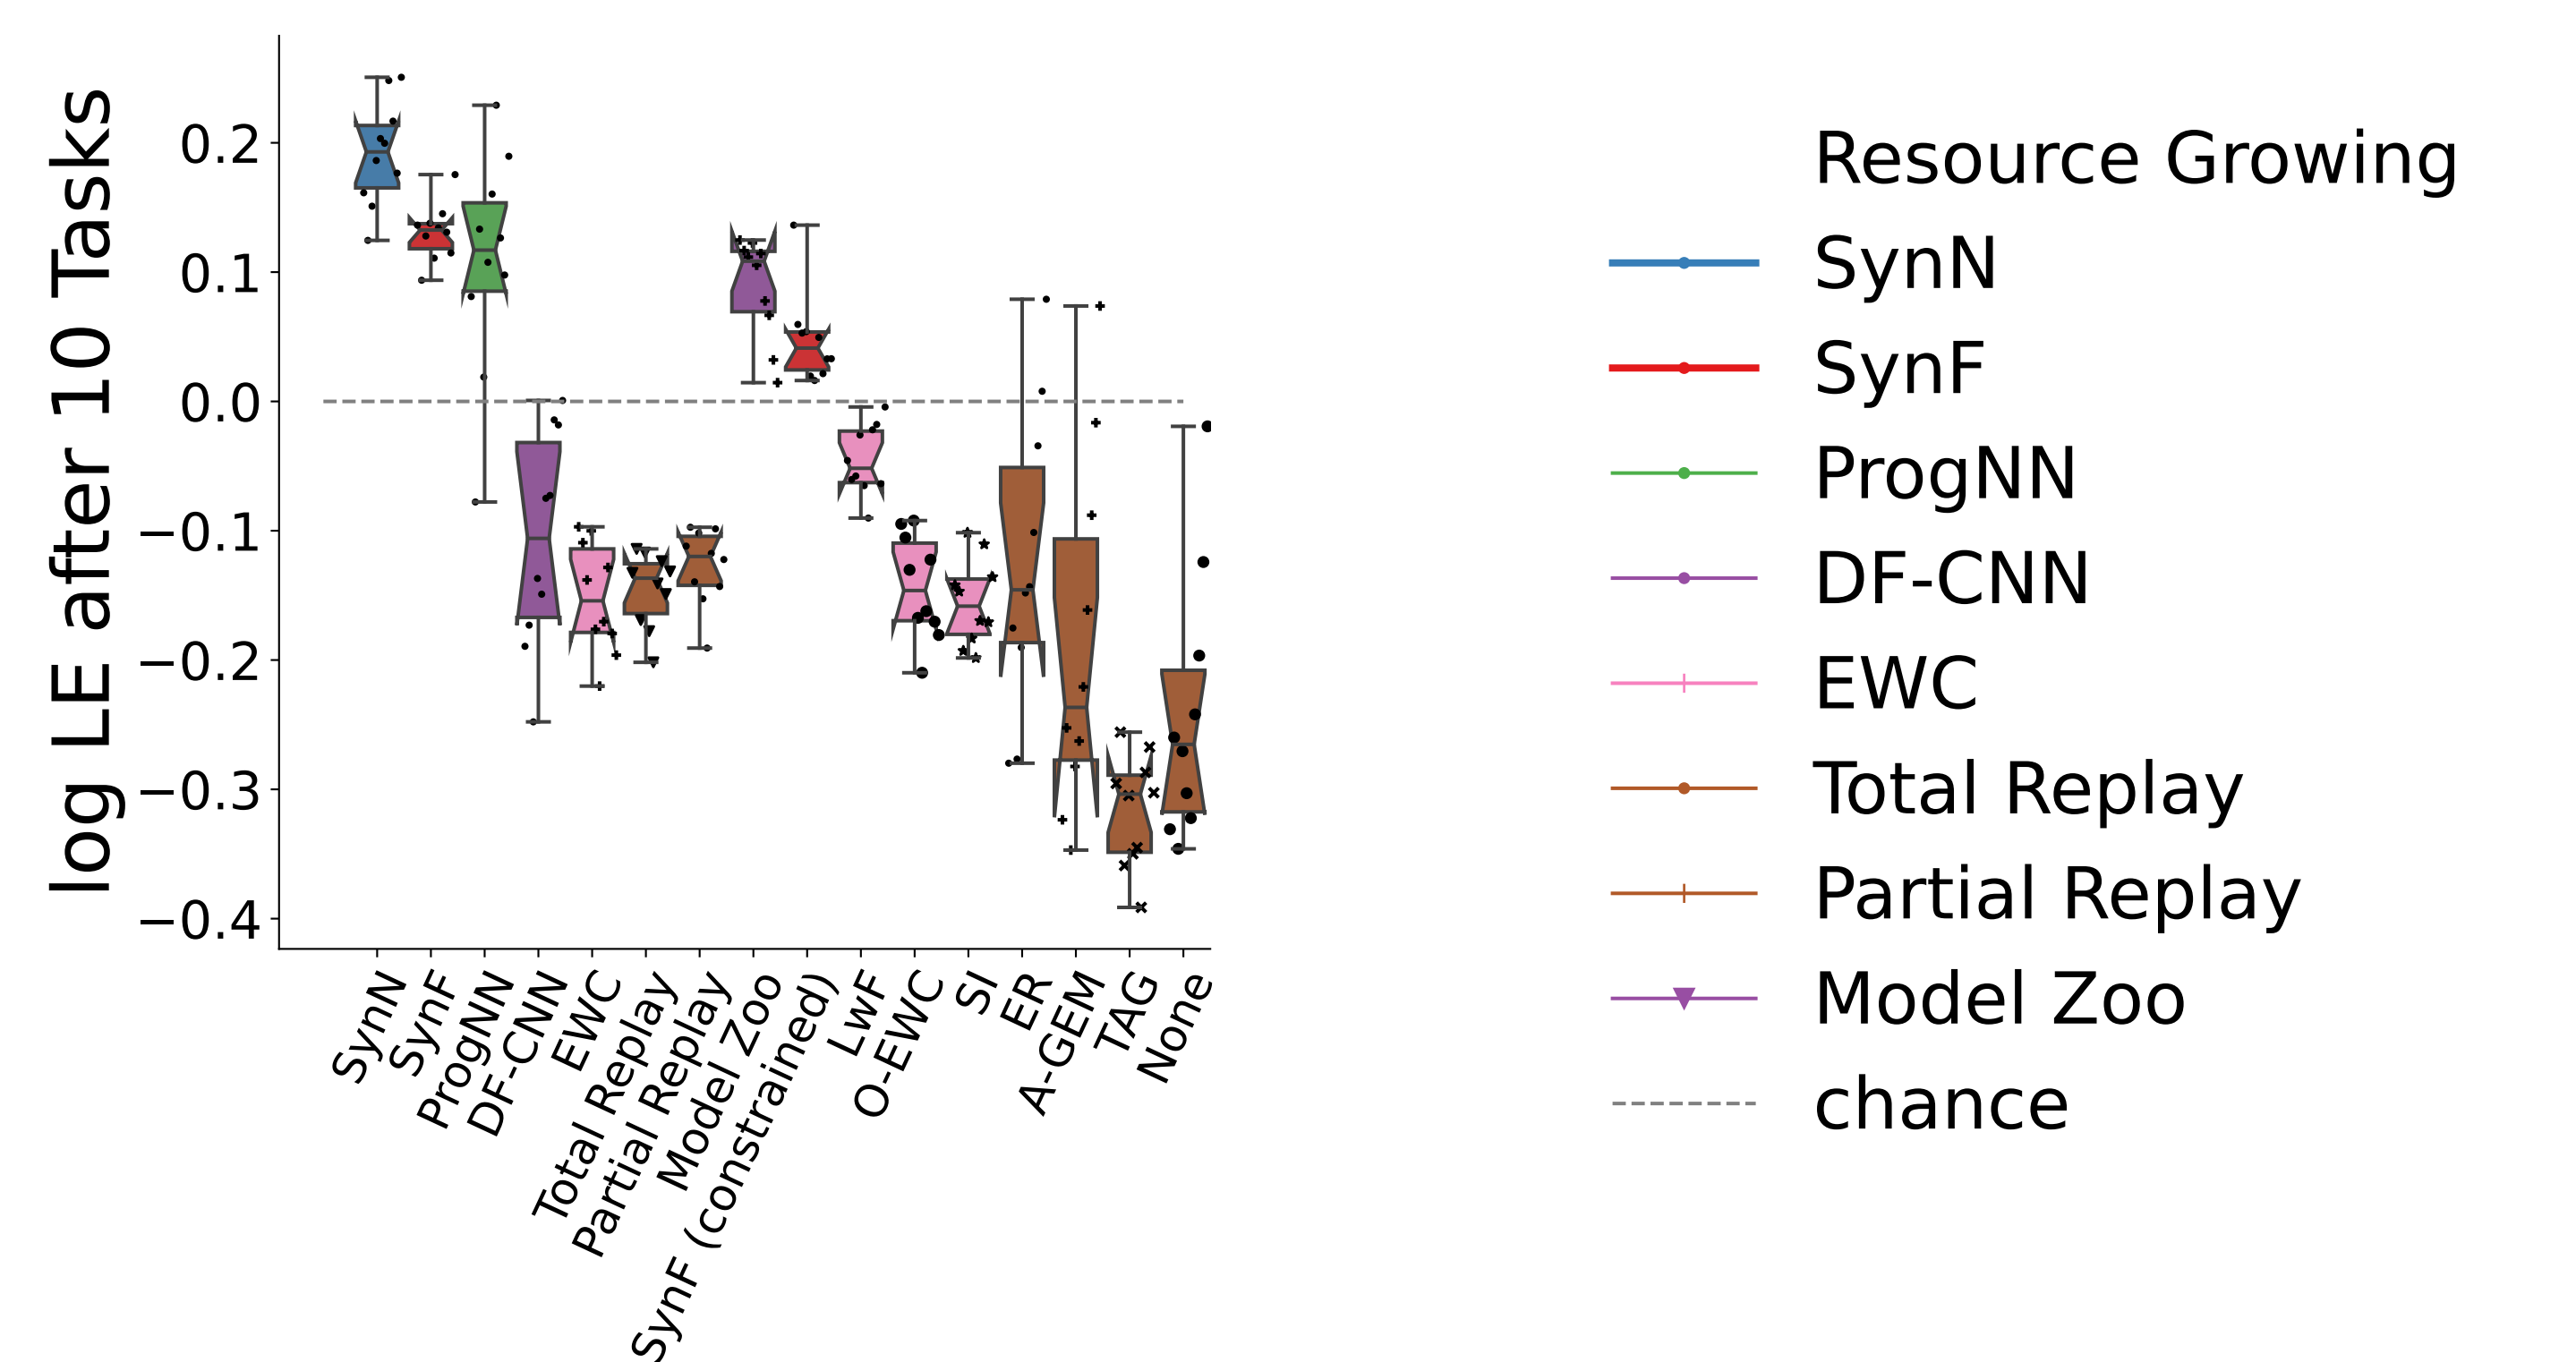 log LE after 10 Tasks
0.2
0.1
0.0
−0.1
−0.2
−0.3
−0.4
SynN
SynF
ProgNN
DF-CNN
EWC
Total Replay
Partial Replay
Model Zoo
SynF (constrained)
LwF
O-EWC
SI
ER
A-GEM
TAG
None
Resource Growing
SynN
SynF
ProgNN
DF-CNN
EWC
Total Replay
Partial Replay
Model Zoo
chance